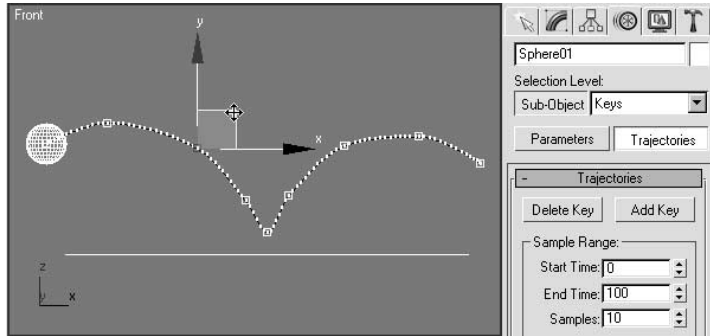 Front
y
x
z
y x
Sphere01
Selection Level:
Sub-Object Keys
Parameters Trajectories
- Trajectories
Delete Key Add Key
Sample Range:
Start Time: 0
End Time: 100
Samples: 10